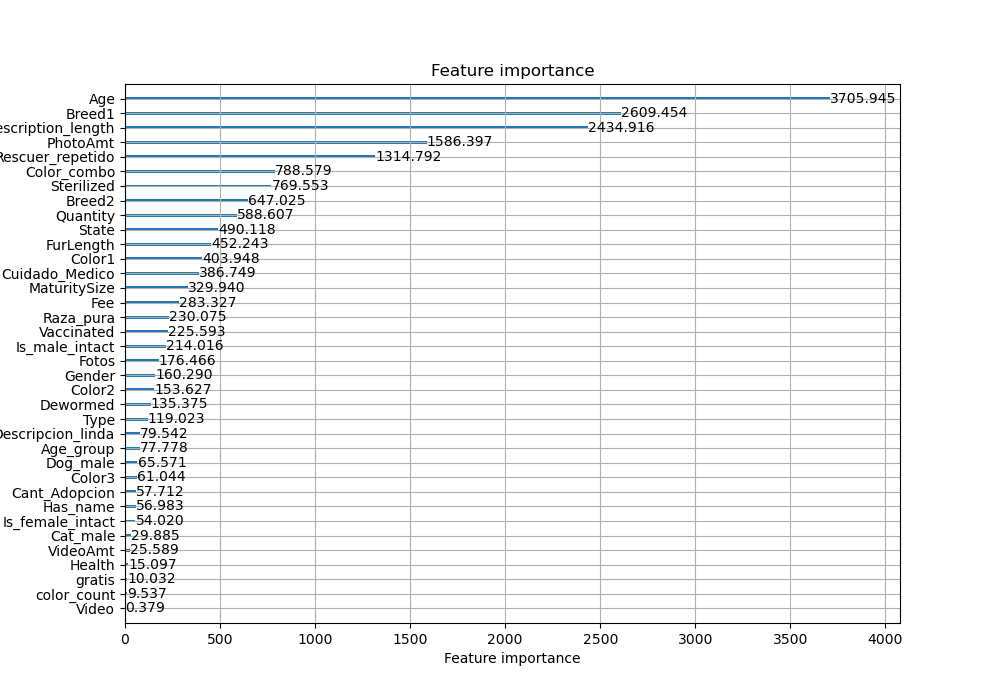 Feature importance
Age 3705.945
Breed1 2609.454
escription_length 2434.916
PhotoAmt 1586.397
Rescuer_repetido 1314.792
Color_combo 788.579
Sterilized 769.553
Breed2 647.025
Quantity 588.607
State 490.118
FurLength 452.243
Color1 403.948
Cuidado_Medico 386.749
MaturitySize 329.940
Fee 283.327
Raza_pura 230.075
Vaccinated 225.593
Is_male_intact 214.016
Fotos 176.466
Gender 160.290
Color2 153.627
Dewormed 135.375
Type 119.023
Descripcion_linda 79.542
Age_group 77.778
Dog_male 65.571
Color3 61.044
Cant_Adopcion 57.712
Has_name 56.983
Is_female_intact 54.020
Cat_male 29.885
VideoAmt 25.589
Health 15.097
gratis 10.032
color_count 9.537
Video 0.379
0 500 1000 1500 2000 2500 3000 3500 4000
Feature importance